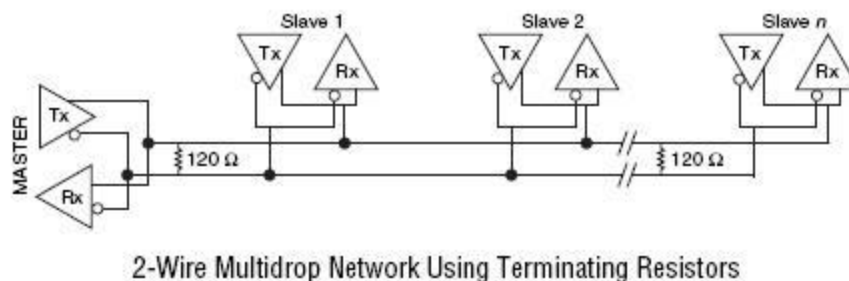 Slave 1
Slave 2
Slave n
Tx
Rx
Tx
Rx
Tx
Rx
MASTER
Tx
Rx
120 Ω
120 Ω
2-Wire Multidrop Network Using Terminating Resistors